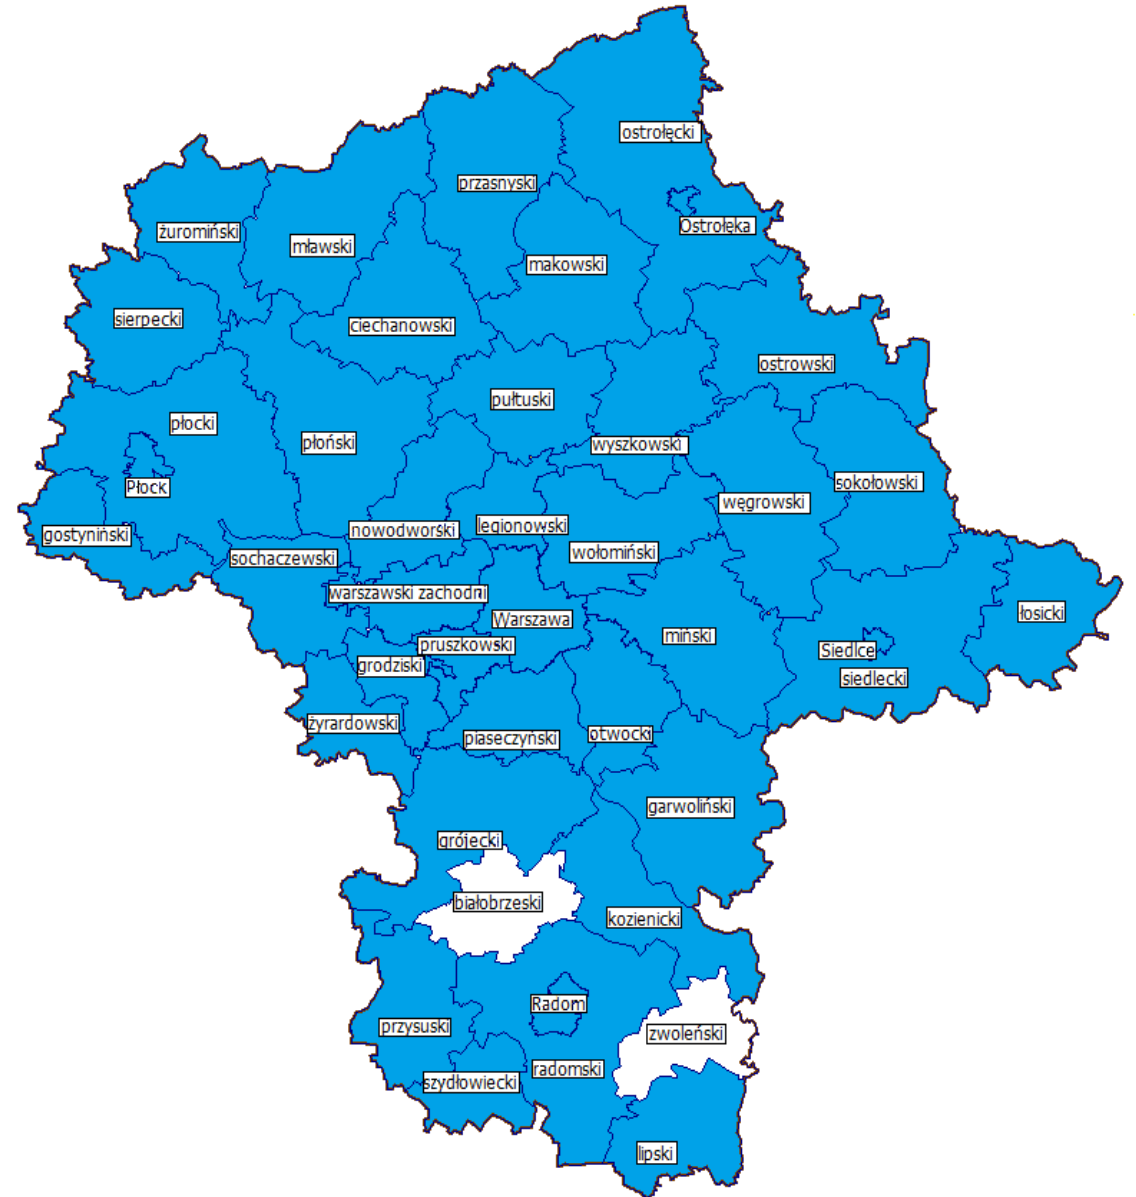 ostrołęcki
przasnyski
Ostrołęka
żuromiński
mławski
makowski
sierpecki
ciechanowski
ostrowski
pułtuski
płocki
płoński
wyszkowski
sokołowski
Płock
węgrowski
gostyniński
nowodworski
legionowski
sochaczewski
wołomiński
warszawski zachodni
łosicki
Warszawa
miński
pruszkowski
Siedlce
grodziski
siedlecki
żyrardowski
piaseczyński
otwocki
garwoliński
grójecki
białobrzeski
kozienicki
Radom
przysuski
zwoleński
radomski
szydłowiecki
lipski